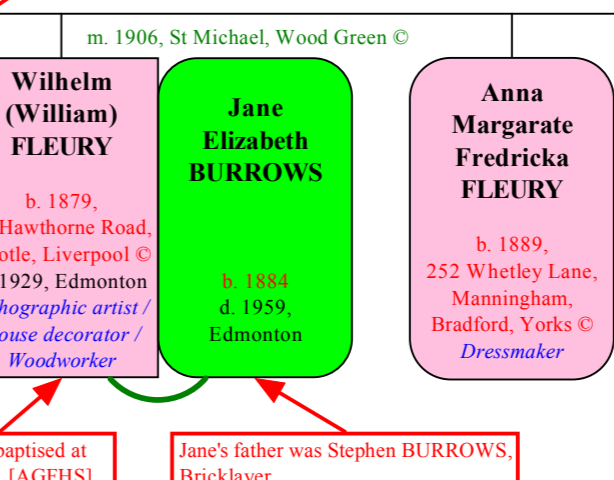 m. 1906, St Michael, Wood Green ©
Wilhelm
(William)
FLEURY
b. 1879,
Hawthorne Road,
otle, Liverpool ©
1929, Edmonton
hographic artist /
ouse decorator /
Woodworker
Jane
Elizabeth
BURROWS
b. 1884
d. 1959,
Edmonton
Anna
Margarate
Fredricka
FLEURY
b. 1889,
252 Whetley Lane,
Manningham,
Bradford, Yorks ©
Dressmaker
baptised at
[AGFHS]
Jane's father was Stephen BURROWS,
Bricklayer